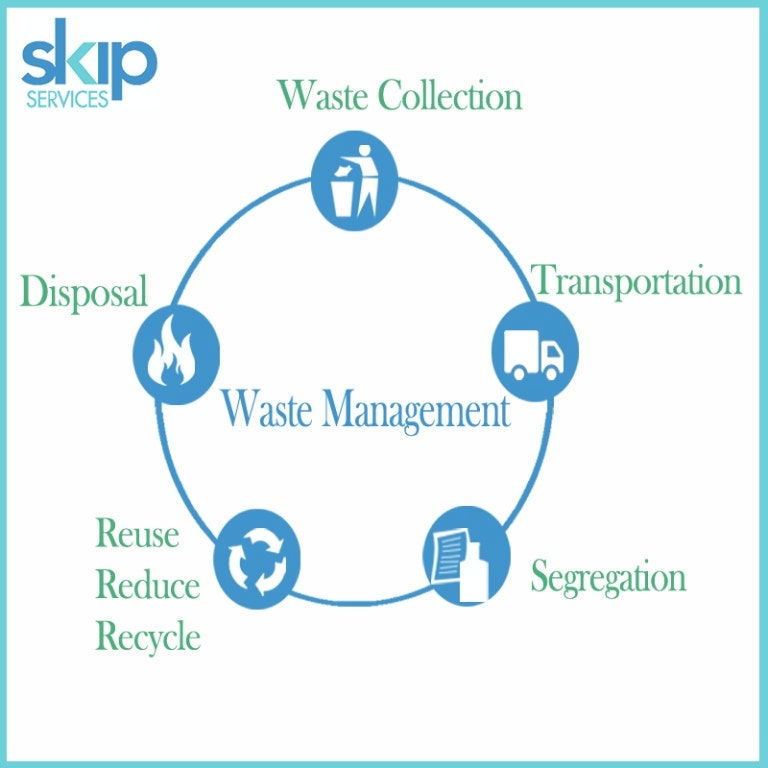 skip
SERVICES
Waste Collection
Disposal
Transportation
Waste Management
Reuse
Reduce
Recycle
Segregation